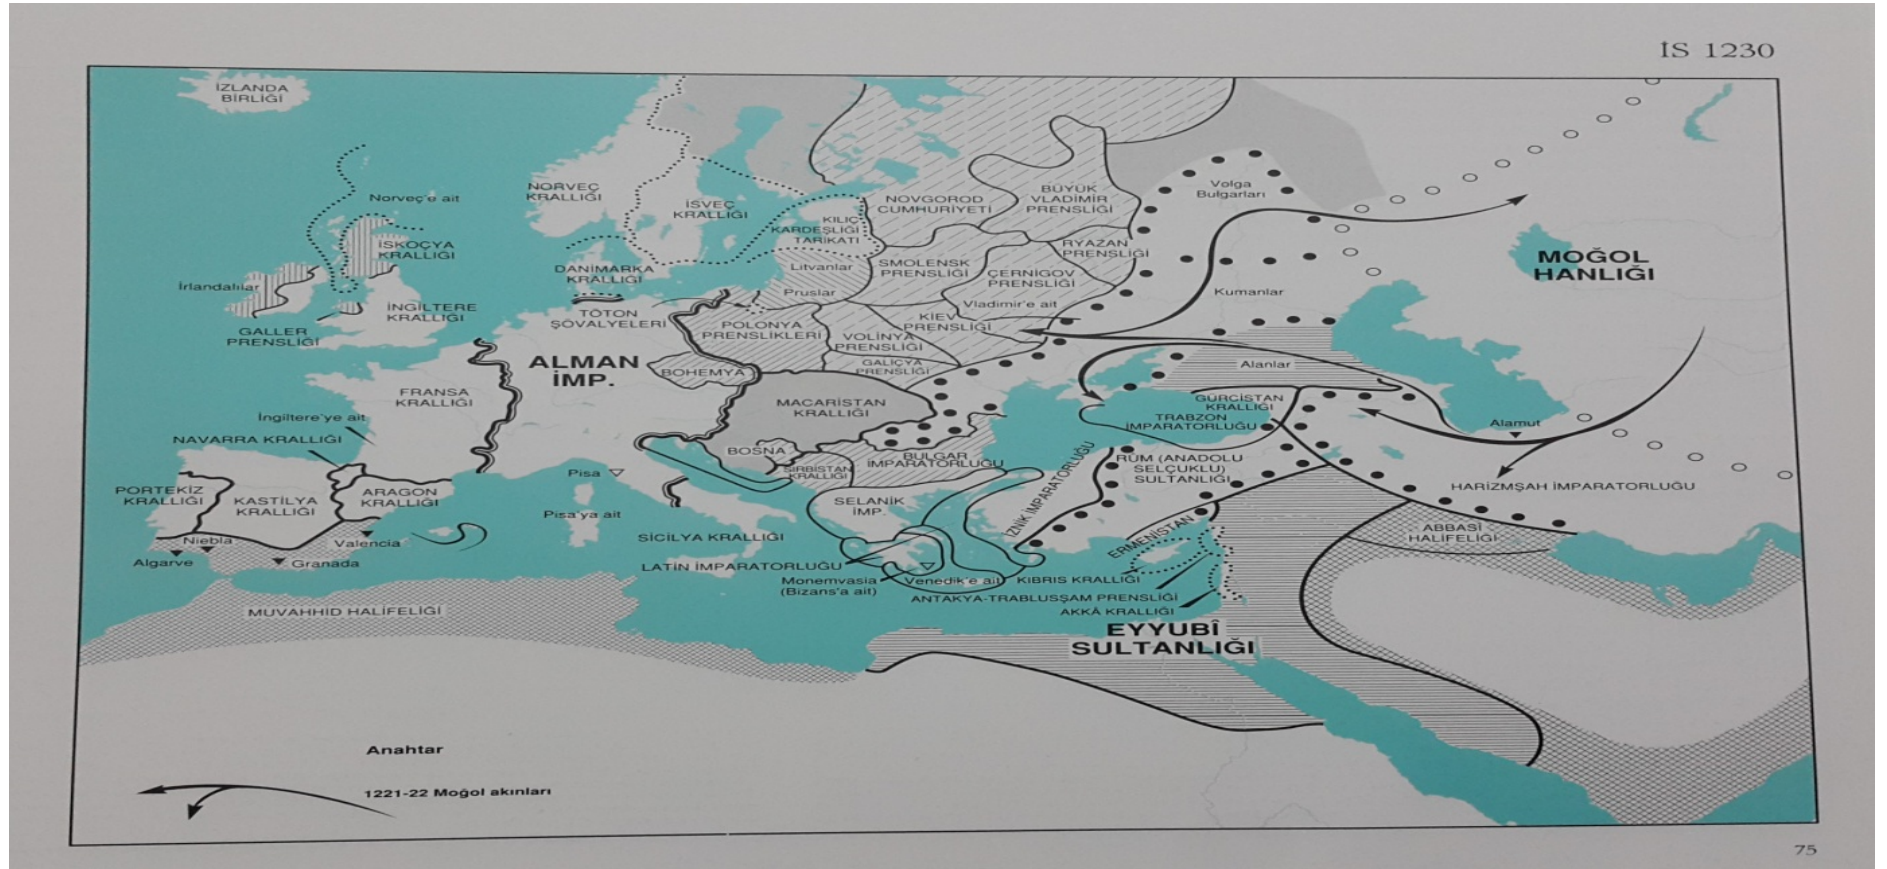 İS 1230
İZLANDA
BİRLİĞİ
Norveç'e ait
NORVEÇ
KRALLIĞI
İSVEÇ
KRALLIĞI
NOVGOROD
CUMHURİYETİ
BÜYÜK
VLADİMİR
PRENSLİĞİ
Volga
Bulgarları
KILIÇ
KARDEŞLİĞİ
TARİKATI
İSKOÇYA
KRALLIĞI
RYAZAN
PRENSLİĞİ
MOĞOL
HANLIĞI
DANİMARKA
KRALLIĞI
Litvanlar
SMOLENSK
PRENSLİĞİ
ÇERNİGOV
PRENSLİĞİ
İrlandalılar
Pruslar
Vladimir'e ait
Kumanlar
İNGİLTERE
KRALLIĞI
GALLER
PRENSLİĞİ
TÖTON
ŞÖVALYELERİ
POLONYA
PRENSLİKLERİ
KİEV
PRENSLİĞİ
VOLİNYA
PRENSLİĞİ
ALMAN
İMP.
BOHEMYA
GALİÇYA
PRENSLİĞİ
Alanlar
FRANSA
KRALLIĞI
MACARİSTAN
KRALLIĞI
GÜRCİSTAN
KRALLIĞI
TRABZON
İMPARATORLUĞU
Alamut
İngiltere'ye ait
NAVARRA KRALLIĞI
BOSNA
SIRBİSTAN
KRALLIĞI
BULGAR
İMPARATORLUĞU
RÛM (ANADOLU
SELÇUKLU)
SULTANLIĞI
Pisa
HARİZMŞAH İMPARATORLUĞU
PORTEKİZ
KRALLIĞI
KASTİLYA
KRALLIĞI
ARAGON
KRALLIĞI
SELANİK
İMP.
İZNİK İMPARATORLUĞU
Pisa'ya ait
ABBASİ
HALİFELİĞİ
Niebla
Valencia
SİCİLYA KRALLIĞI
ERMENİSTAN
Algarve
Granada
LATİN İMPARATORLUĞU
Monemvasia
(Bizans'a ait)
Venedik'e ait
KIBRIS KRALLIĞI
ANTAKYA-TRABLUSŞAM PRENSLİĞİ
AKKÂ KRALLIĞI
MUVAHHİD HALİFELİĞİ
EYYUBÎ
SULTANLIĞI
Anahtar
1221-22 Moğol akınları
75